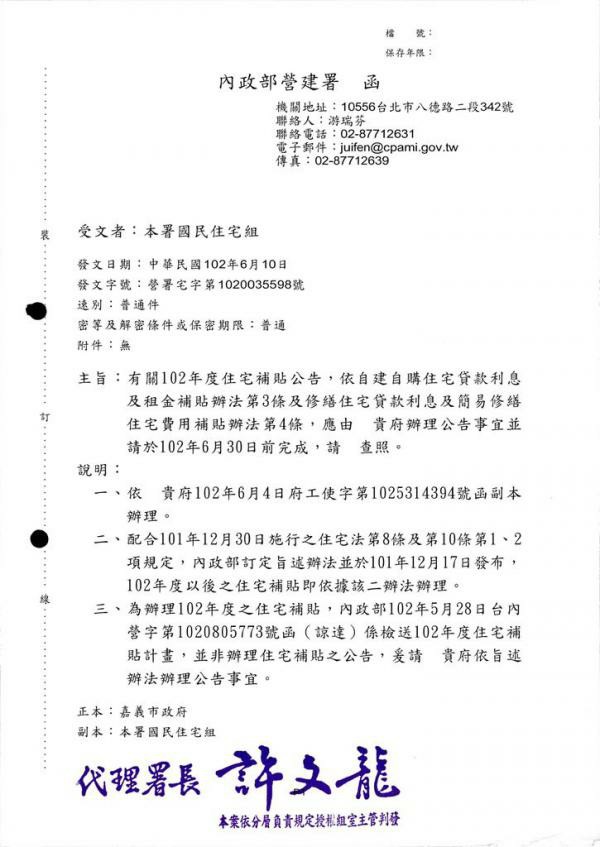 檔　　號：
保存年限：
內政部營建署　函
機關地址：10556台北市八德路二段342號
聯絡人：游瑞芬
聯絡電話：02-87712631
電子郵件：juifen@cpami.gov.tw
傳真：02-87712639
受文者：本署國民住宅組
發文日期：中華民國102年6月10日
發文字號：營署宅字第1020035598號
速別：普通件
密等及解密條件或保密期限：普通
附件：無
主旨：有關102年度住宅補貼公告，依自建自購住宅貸款利息
及租金補貼辦法第3條及修繕住宅貸款利息及簡易修繕
住宅費用補貼辦法第4條，應由　貴府辦理公告事宜並
請於102年6月30日前完成，請　查照。
說明：
一、依　貴府102年6月4日府工使字第1025314394號函副本
辦理。
二、配合101年12月30日施行之住宅法第8條及第10條第1、2
項規定，內政部訂定旨述辦法並於101年12月17日發布，
102年度以後之住宅補貼即依據該二辦法辦理。
三、為辦理102年度之住宅補貼，內政部102年5月28日台內
營字第1020805773號函（諒達）係檢送102年度住宅補
貼計畫，並非辦理住宅補貼之公告，爰請　貴府依旨述
辦法辦理公告事宜。
正本：嘉義市政府
副本：本署國民住宅組
代理署長　許文龍
本案依分層負責規定授權組室主管判發
裝
訂
線